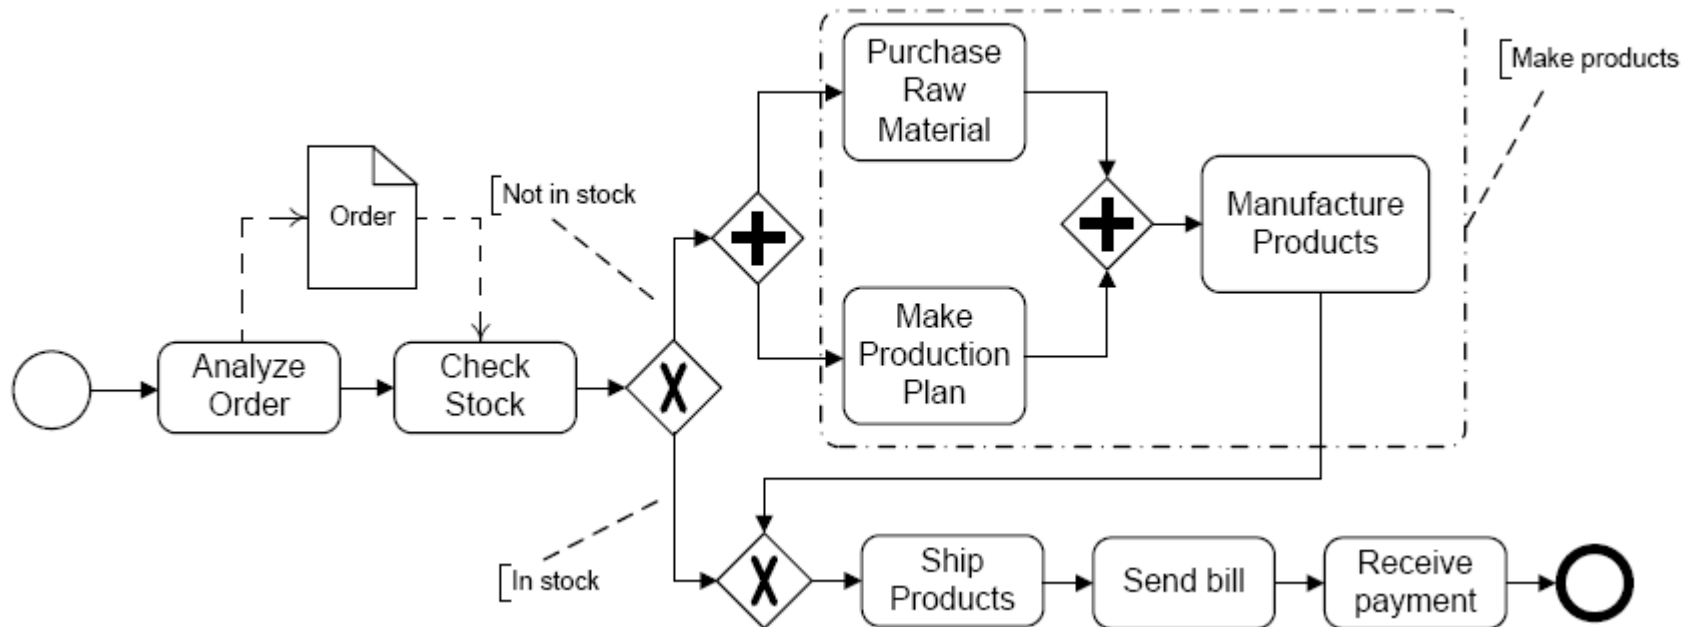 Purchase
Raw
Material
[Make products
Order
[Not in stock
Manufacture
Products
Analyze
Order
Check
Stock
X
Make
Production
Plan
[In stock
X
Ship
Products
Send bill
Receive
payment